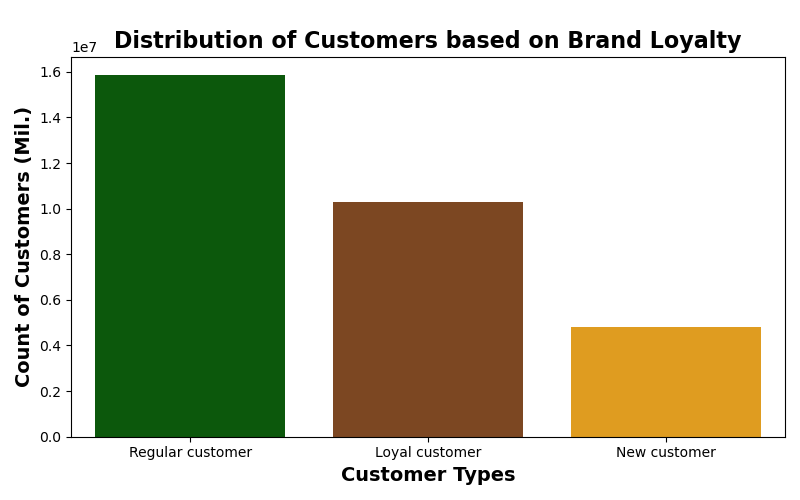 Distribution of Customers based on Brand Loyalty
1e7
1.6
1.4
1.2
1.0
0.8
0.6
0.4
0.2
0.0
Count of Customers (Mil.)
Regular customer
Loyal customer
New customer
Customer Types